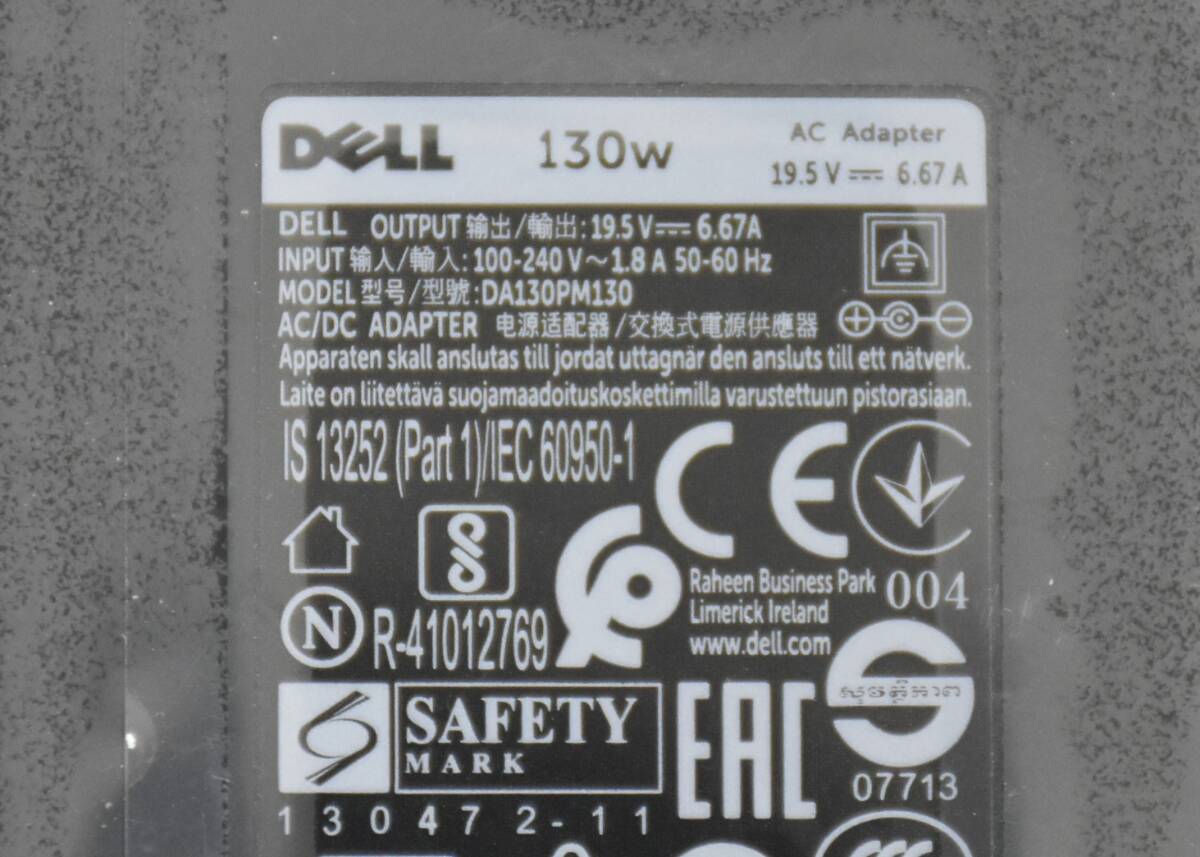 DELL 130w AC Adapter
19.5 V ⎓ 6.67 A
DELL OUTPUT 输出/輸出: 19.5 V⎓ 6.67A
INPUT 输入/輸入: 100-240 V～1.8 A 50-60 Hz
MODEL 型号/型號:DA130PM130
AC/DC ADAPTER 电源适配器/交換式電源供應器
Apparaten skall anslutas till jordat uttagnär den ansluts till ett nätverk.
Laite on liitettävä suojamaadoituskoskettimilla varustettuun pistorasiaan.
IS 13252 (Part 1)/IEC 60950-1
CE
Raheen Business Park
Limerick Ireland
www.dell.com
004
N R-41012769
SAFETY
MARK
EAC
07713
130472-11